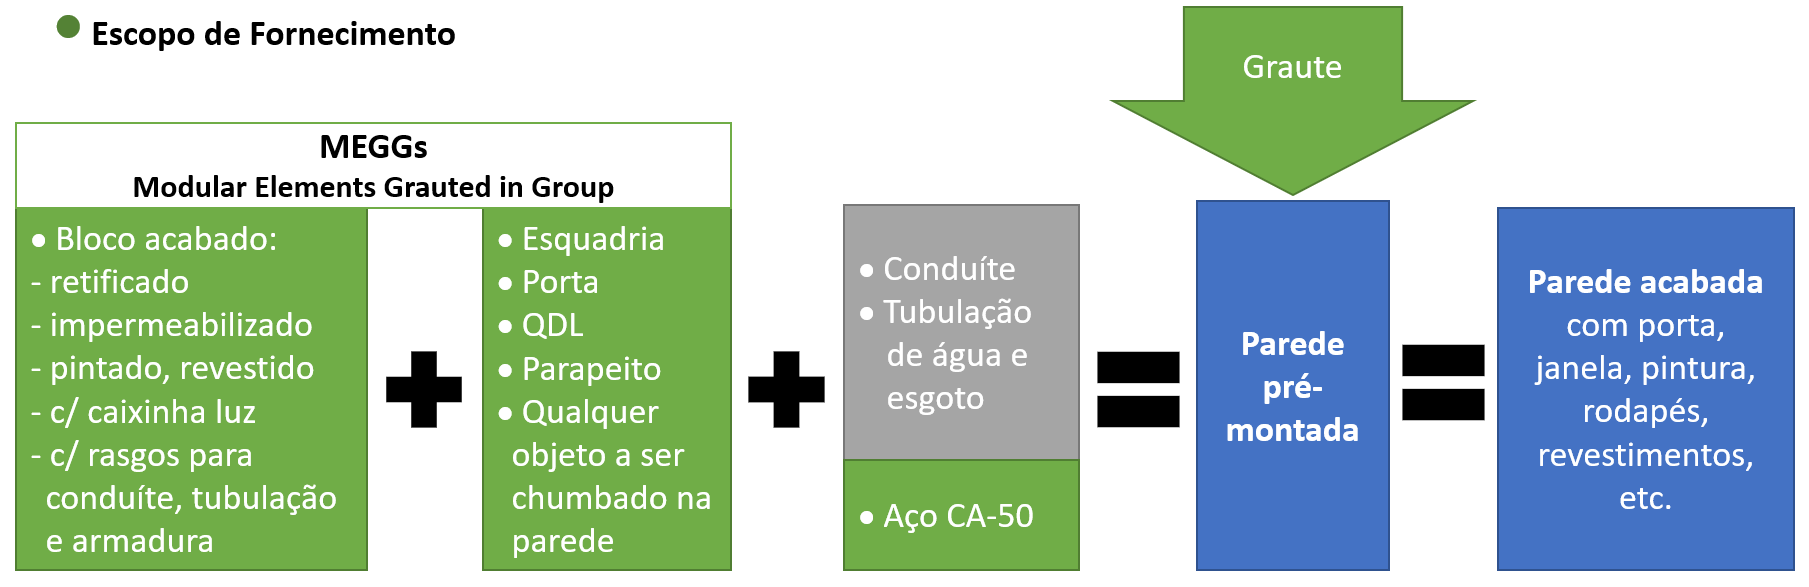 ● Escopo de Fornecimento
Graute
MEGGs
Modular Elements Grauted in Group
● Bloco acabado:
- retificado
- impermeabilizado
- pintado, revestido
- c/ caixinha luz
- c/ rasgos para
conduíte, tubulação
e armadura
● Esquadria
● Porta
● QDL
● Parapeito
● Qualquer
objeto a ser
chumbado na
parede
● Conduíte
● Tubulação
de água e
esgoto
● Aço CA-50
Parede
pré-
montada
Parede acabada
com porta,
janela, pintura,
rodapés,
revestimentos,
etc.